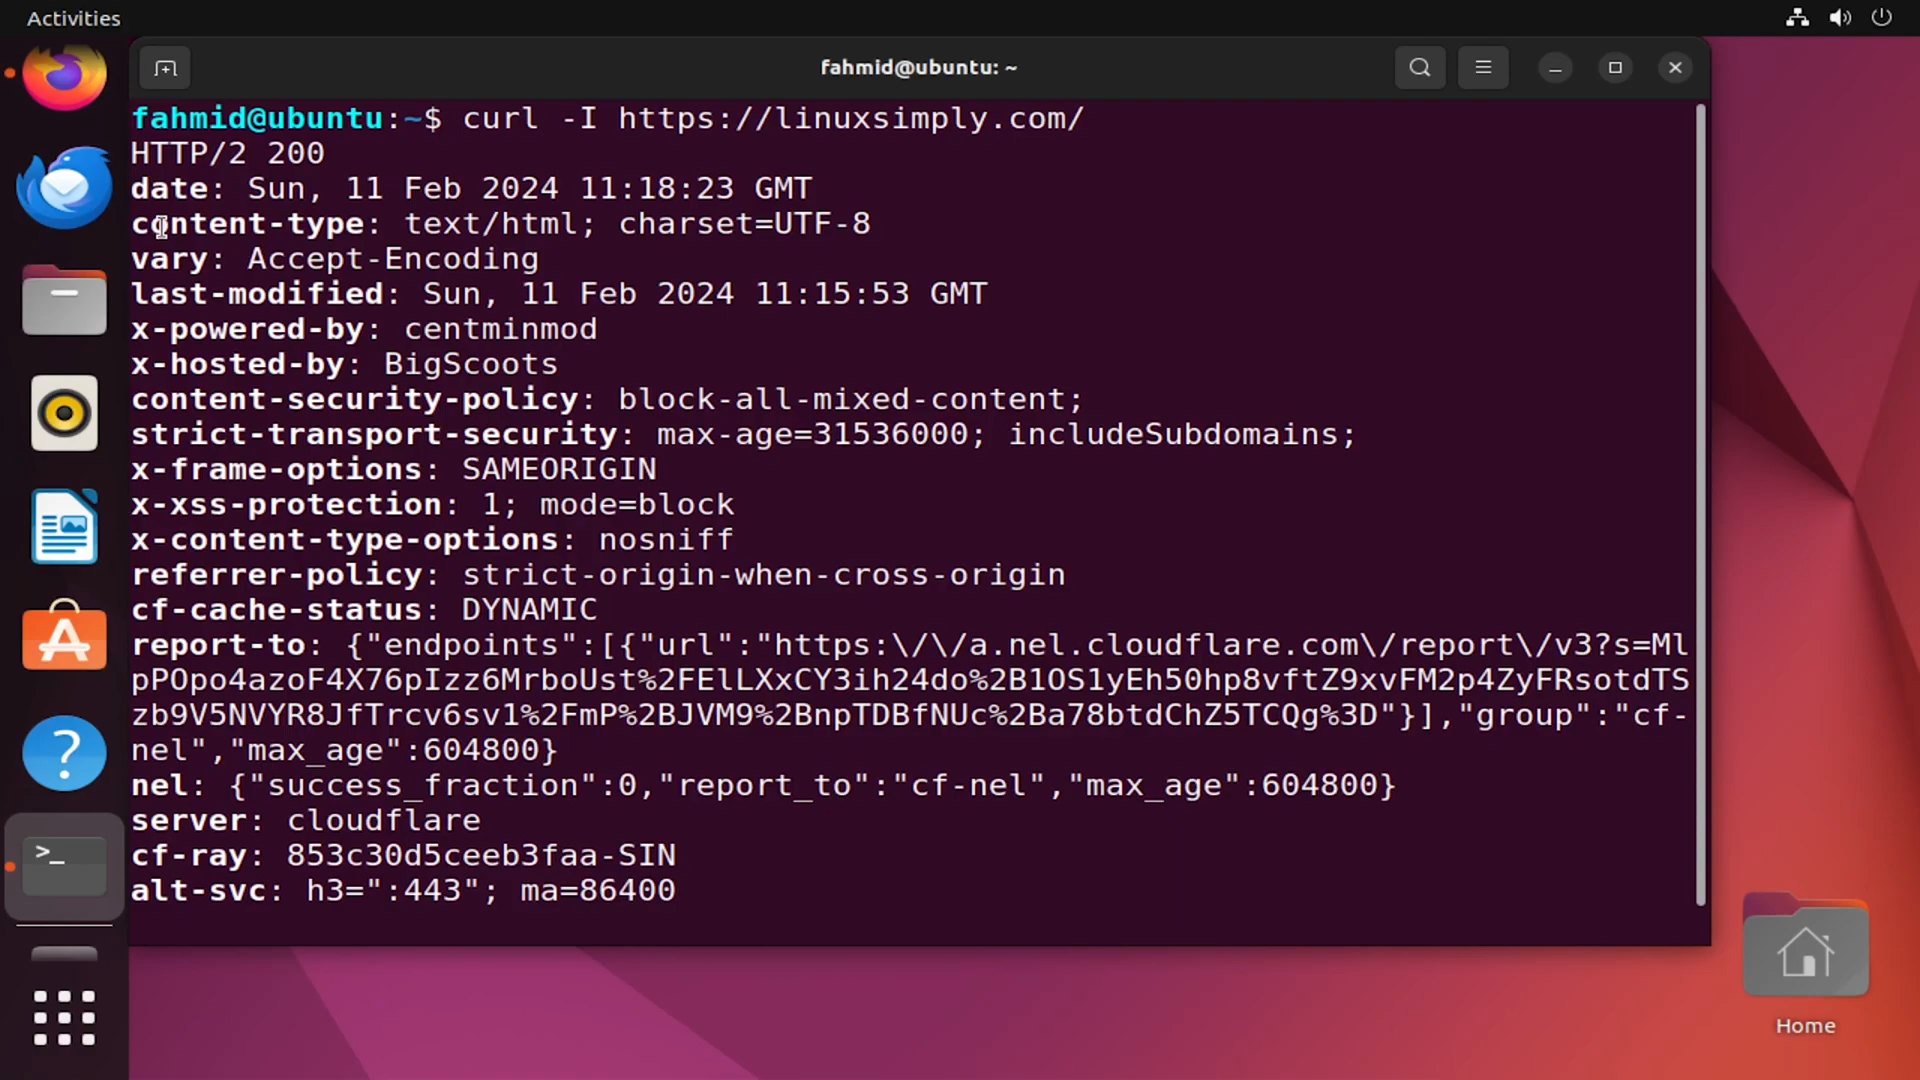 Activities
fahmid@ubuntu: ~
fahmid@ubuntu:~$ curl -I https://linuxsimply.com/
HTTP/2 200
date: Sun, 11 Feb 2024 11:18:23 GMT
content-type: text/html; charset=UTF-8
vary: Accept-Encoding
last-modified: Sun, 11 Feb 2024 11:15:53 GMT
x-powered-by: centminmod
x-hosted-by: BigScoots
content-security-policy: block-all-mixed-content;
strict-transport-security: max-age=31536000; includeSubdomains;
x-frame-options: SAMEORIGIN
x-xss-protection: 1; mode=block
x-content-type-options: nosniff
referrer-policy: strict-origin-when-cross-origin
cf-cache-status: DYNAMIC
report-to: {"endpoints":[{"url":"https:\/\/a.nel.cloudflare.com\/report\/v3?s=Ml
pPOpo4azoF4X76pIzz6MrboUst%2FElLXxCY3ih24do%2B1OS1yEh50hp8vftZ9xvFM2p4ZyFRsotdTS
zb9V5NVYR8JfTrcv6sv1%2FmP%2BJVM9%2BnpTDBfNUc%2Ba78btdChZ5TCQg%3D"}],"group":"cf-
nel","max_age":604800}
nel: {"success_fraction":0,"report_to":"cf-nel","max_age":604800}
server: cloudflare
cf-ray: 853c30d5ceeb3faa-SIN
alt-svc: h3=":443"; ma=86400
Home